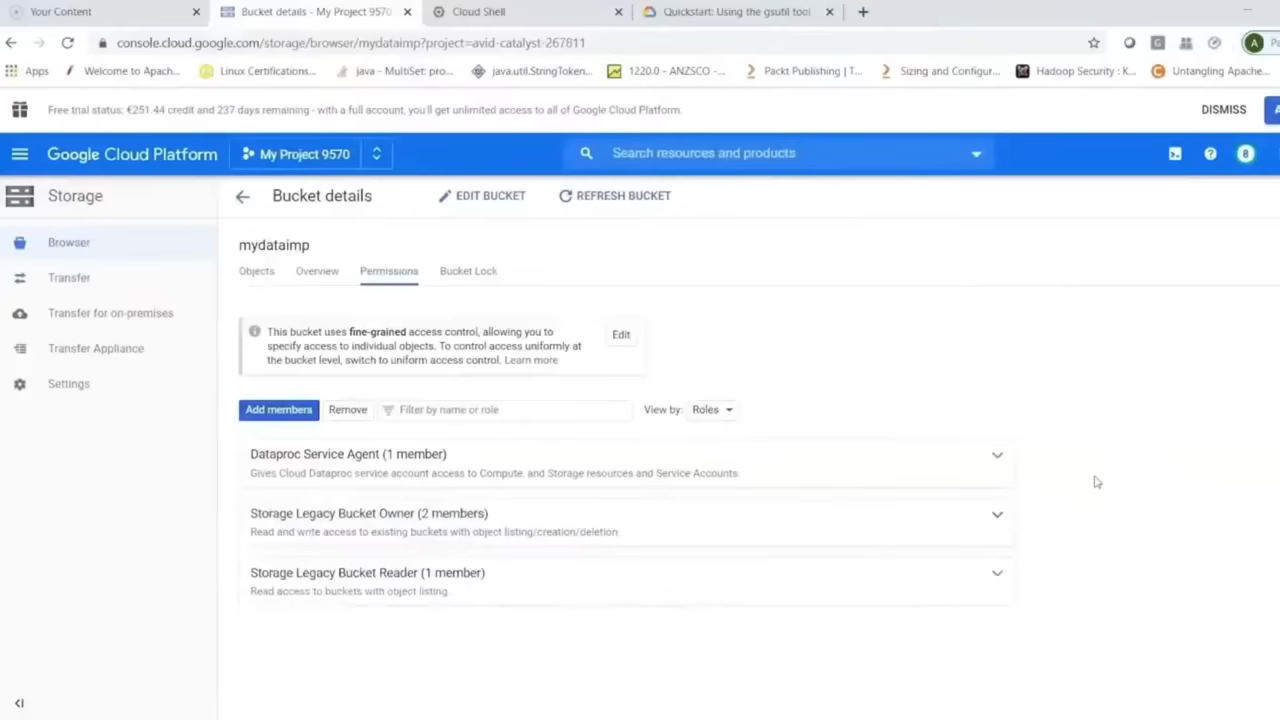 Your Content
Bucket details - My Project 9570
Cloud Shell
Quickstart: Using the gsutil tool
console.cloud.google.com/storage/browser/mydataimp?project=avid-catalyst-267811
A
Apps
Welcome to Apach...
Linux Certifications...
java - MultiSet: pro...
java.util.StringToken...
1220.0 - ANZSCO -...
Packt Publishing | T...
Sizing and Configur...
Hadoop Security : K...
Untangling Apache...
Free trial status: €251.44 credit and 237 days remaining - with a full account, you'll get unlimited access to all of Google Cloud Platform.
DISMISS
Google Cloud Platform
My Project 9570
Search resources and products
8
Storage
Bucket details
EDIT BUCKET
REFRESH BUCKET
Browser
Transfer
Transfer for on-premises
Transfer Appliance
Settings
mydataimp
Objects
Overview
Permissions
Bucket Lock
This bucket uses fine-grained access control, allowing you to
specify access to individual objects. To control access uniformly at
the bucket level, switch to uniform access control. Learn more
Edit
Add members
Remove
Filter by name or role
View by:
Roles
Dataproc Service Agent (1 member)
Gives Cloud Dataproc service account access to Compute, and Storage resources and Service Accounts.
Storage Legacy Bucket Owner (2 members)
Read and write access to existing buckets with object listing/creation/deletion
Storage Legacy Bucket Reader (1 member)
Read access to buckets with object listing.